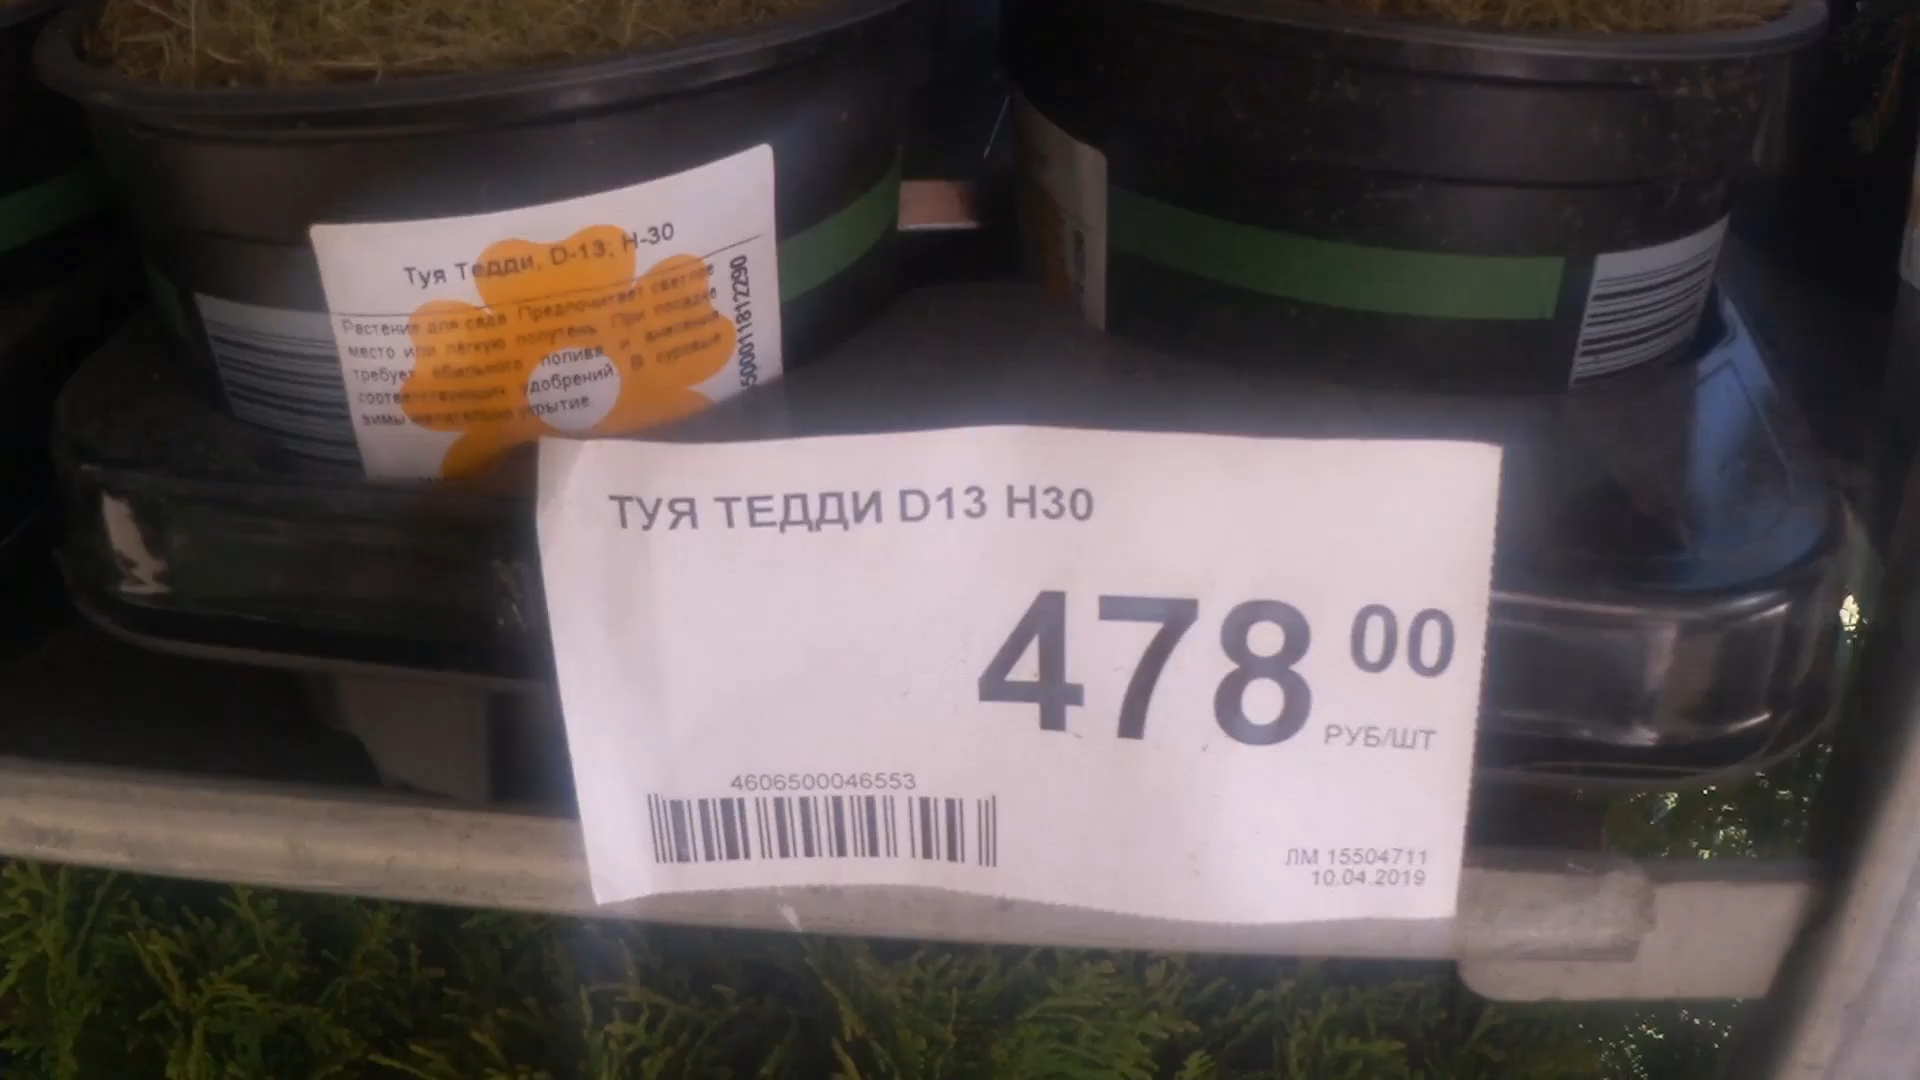 Туя Тедди, D-13; H-30
Растение для сада Предпочитает светлое
место или легкую полутень. При посадке
требует обильного полива и внесения
соответствующих удобрений. В суровые
зимы желательно укрытие.
ТУЯ ТЕДДИ D13 H30
478 00
РУБ/ШТ
4606500046553
ЛМ 15504711
10.04.2019